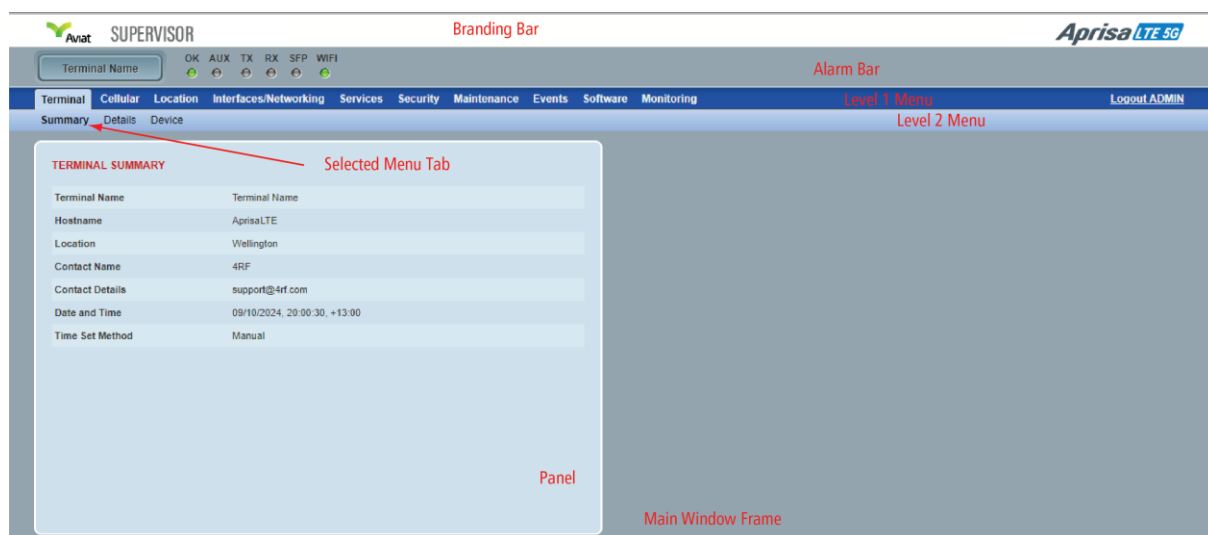 Aviat SUPERVISOR Branding Bar Aprisa LTE 5G
Terminal Name OK AUX TX RX SFP WIFI Alarm Bar
Terminal Cellular Location Interfaces/Networking Services Security Maintenance Events Software Monitoring Level 1 Menu Logout ADMIN
Summary Details Device Level 2 Menu
TERMINAL SUMMARY Selected Menu Tab
Terminal Name Terminal Name
Hostname AprisaLTE
Location Wellington
Contact Name 4RF
Contact Details support@4rf.com
Date and Time 09/10/2024, 20:00:30, +13:00
Time Set Method Manual
Panel
Main Window Frame